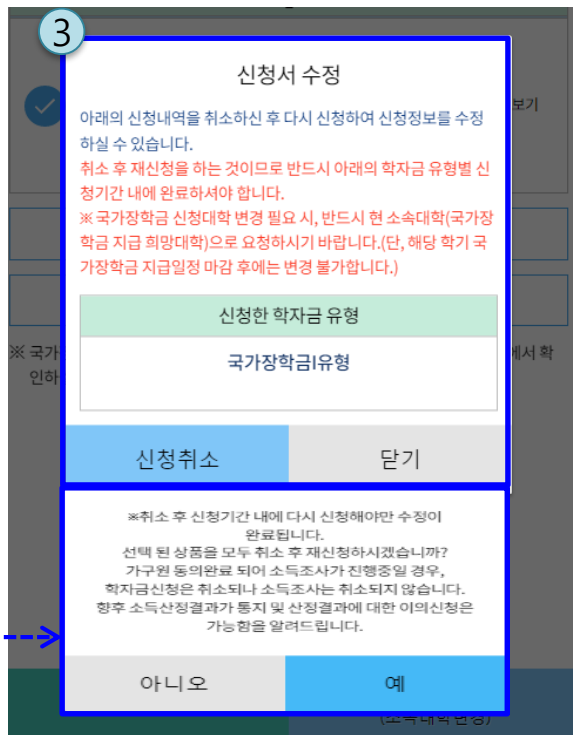 3
신청서 수정
보기
아래의 신청내역을 취소하신 후 다시 신청하여 신청정보를 수정
하실 수 있습니다.
취소 후 재신청을 하는 것이므로 반드시 아래의 학자금 유형별 신
청기간 내에 완료하셔야 합니다.
※ 국가장학금 신청대학 변경 필요 시, 반드시 현 소속대학(국가장
학금 지급 희망대학)으로 요청하시기 바랍니다.(단, 해당 학기 국
가장학금 지급일정 마감 후에는 변경 불가합니다.)
신청한 학자금 유형
※ 국가
에서 확
국가장학금I유형
인하
신청취소
닫기
※취소 후 신청기간 내에 다시 신청해야만 수정이
완료됩니다.
선택 된 상품을 모두 취소 후 재신청하시겠습니까?
가구원 동의완료 되어 소득조사가 진행중일 경우,
학자금신청은 취소되나 소득조사는 취소되지 않습니다.
향후 소득산정결과가 통지 및 산정결과에 대한 이의신청은
가능함을 알려드립니다.
아니오
예
(소속대학변경)